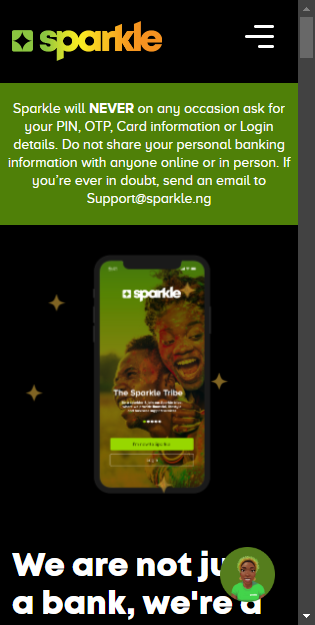 sparkle
Sparkle will NEVER on any occasion ask for
your PIN, OTP, Card information or Login
details. Do not share your personal banking
information with anyone online or in person. If
you're ever in doubt, send an email to
Support@sparkle.ng
sparkle
The Sparkle Tribe
We are not
a bank, we're a